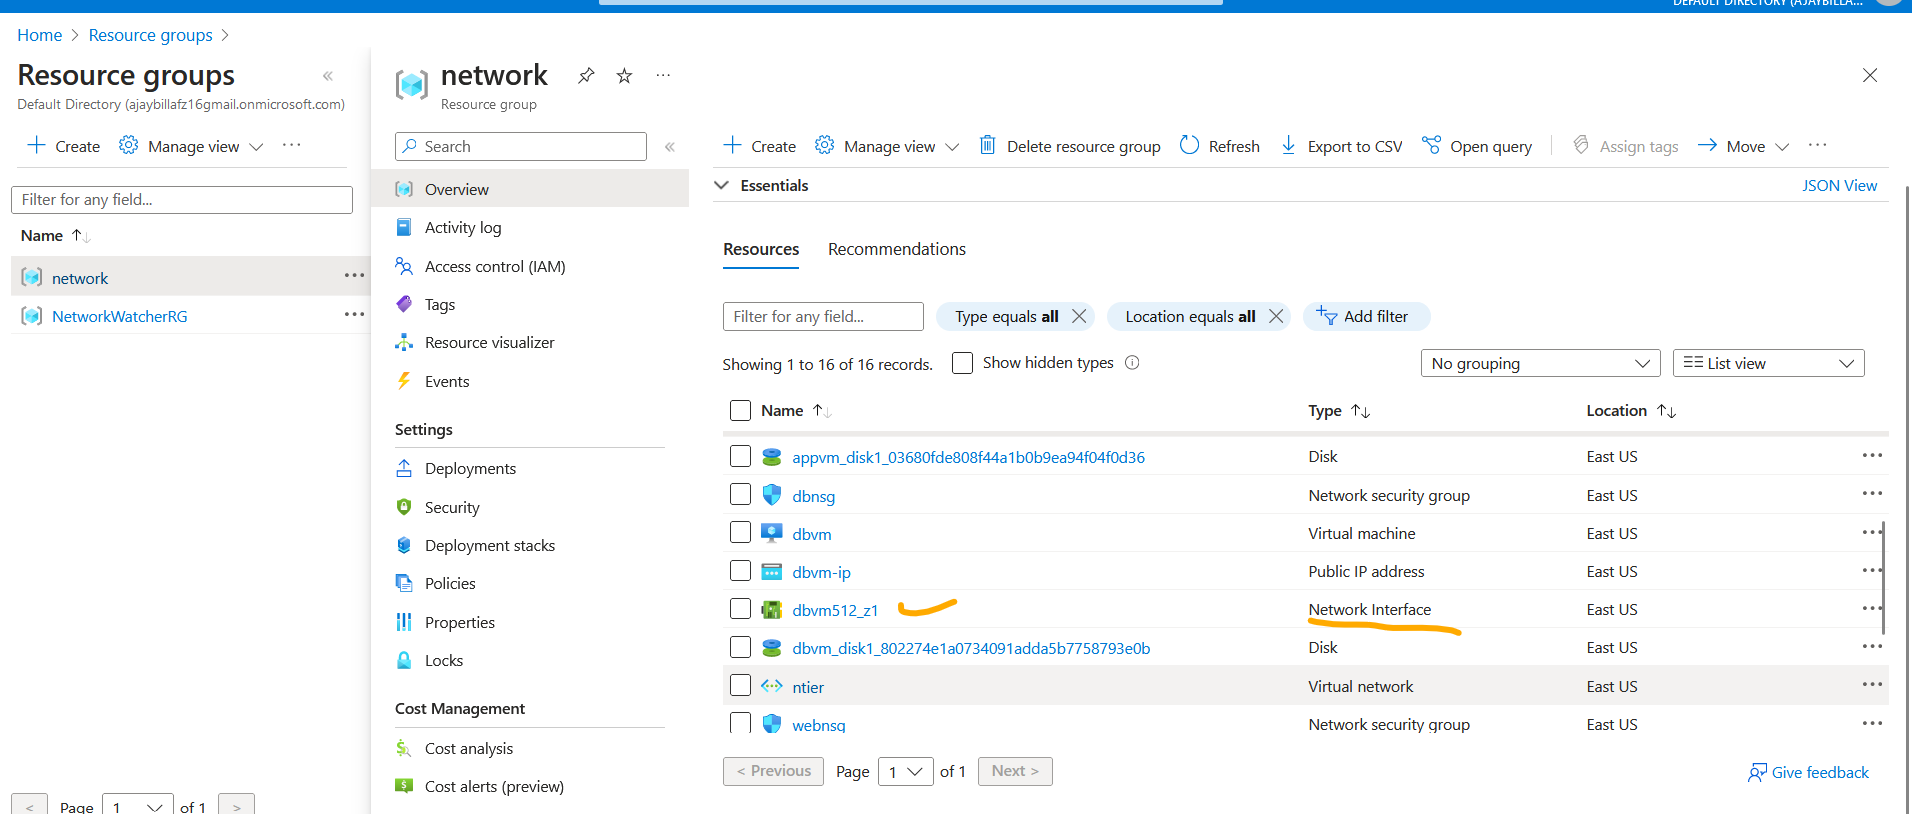 DEFAULT DIRECTORY (AJAYBILLA...
Home > Resource groups >
Resource groups
Default Directory (ajaybillafz16gmail.onmicrosoft.com)
+ Create Manage view ...
Filter for any field...
Name ↑↓
network ...
NetworkWatcherRG ...
< Page 1 of 1 >
network ...
Resource group
Search
Overview
Activity log
Access control (IAM)
Tags
Resource visualizer
Events
Settings
Deployments
Security
Deployment stacks
Policies
Properties
Locks
Cost Management
Cost analysis
Cost alerts (preview)
+ Create Manage view Delete resource group Refresh Export to CSV Open query Assign tags Move ...
Essentials JSON View
Resources Recommendations
Filter for any field... Type equals all Location equals all Add filter
Showing 1 to 16 of 16 records. Show hidden types No grouping List view
Name ↑↓ Type ↑↓ Location ↑↓
appvm_disk1_03680fde808f44a1b0b9ea94f04f0d36 Disk East US ...
dbnsg Network security group East US ...
dbvm Virtual machine East US ...
dbvm-ip Public IP address East US ...
dbvm512_z1 Network Interface East US ...
dbvm_disk1_802274e1a0734091adda5b7758793e0b Disk East US ...
ntier Virtual network East US ...
webnsg Network security group East US ...
< Previous Page 1 of 1 Next >
Give feedback